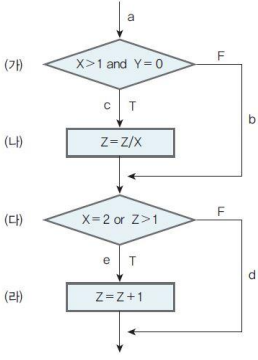 a
(가)
X>1 and Y=0
F
c
T
b
(나)
Z=Z/X
(다)
X=2 or Z>1
F
e
T
d
(라)
Z=Z+1